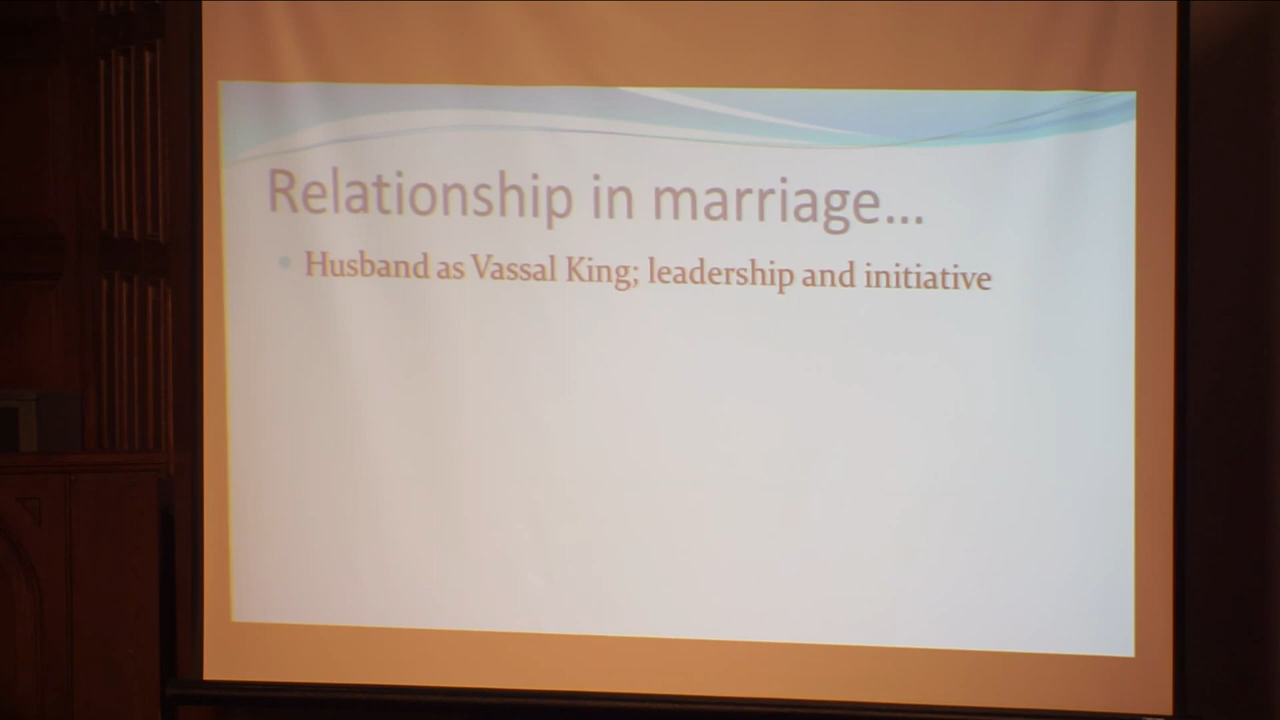 Relationship in marriage...
• Husband as Vassal King; leadership and initiative